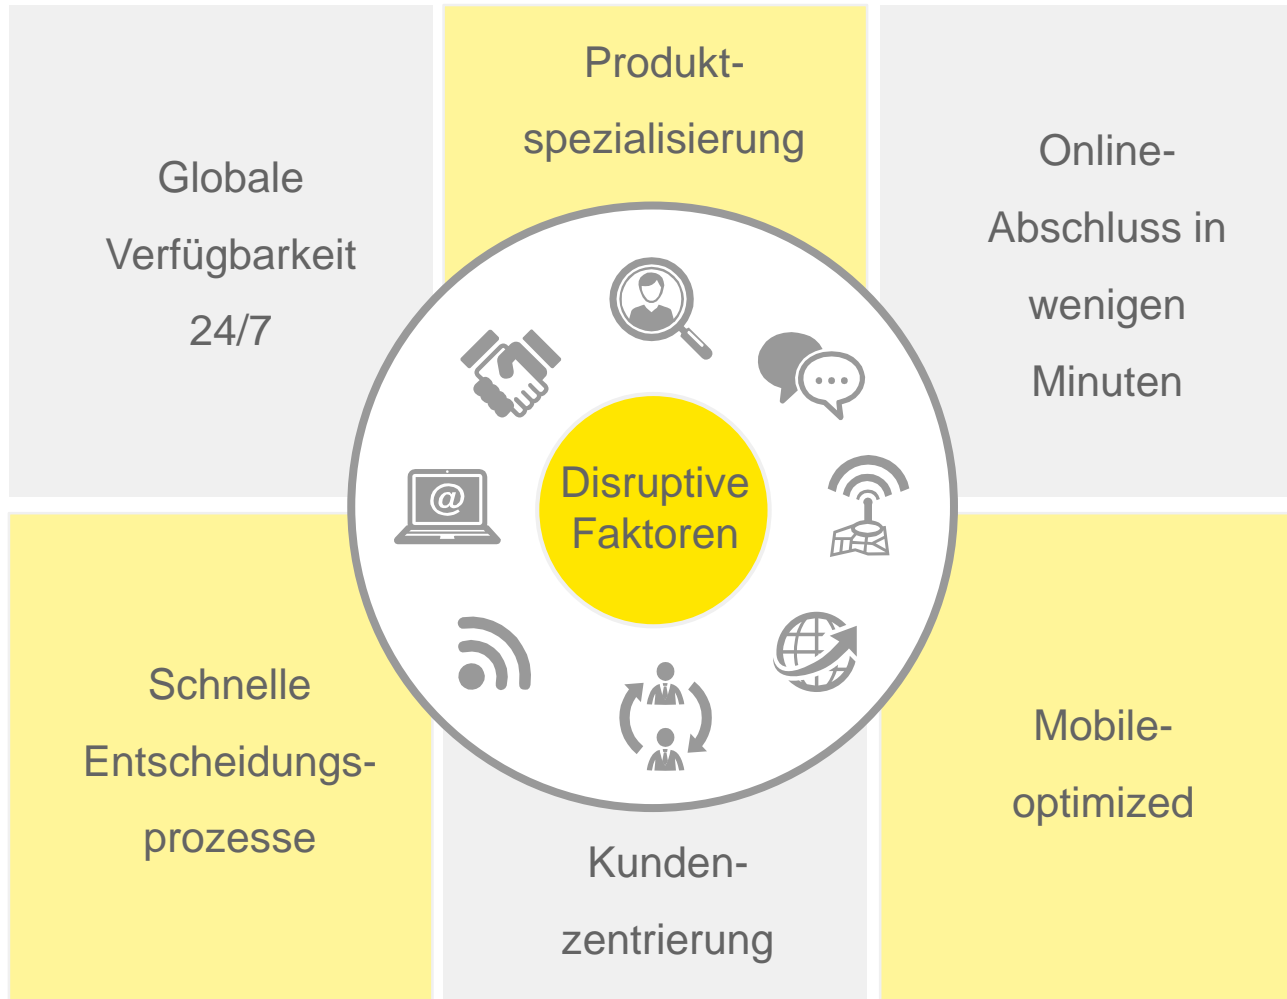 Produkt-
spezialisierung
Globale
Verfügbarkeit
24/7
Online-
Abschluss in
wenigen
Minuten
@
Disruptive
Faktoren
Schnelle
Entscheidungs-
prozesse
Kunden-
zentrierung
Mobile-
optimized